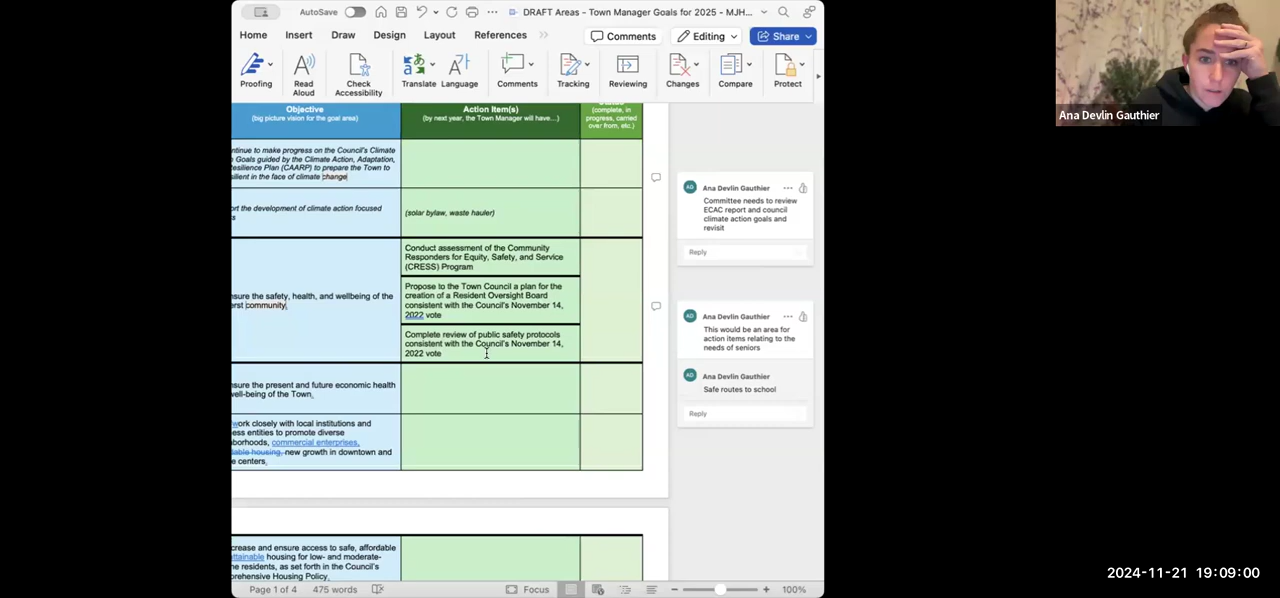 AutoSave
DRAFT Areas - Town Manager Goals for 2025 - MJH...
Home
Insert
Draw
Design
Layout
References
Comments
Editing
Share
Proofing
Read
Aloud
Check
Accessibility
Translate
Language
Comments
Tracking
Reviewing
Changes
Compare
Protect
Objective
(big picture vision for the goal area)
Action Item(s)
(by next year, the Town Manager will have…)
(complete, in
progress, carried
over from, etc.)
ntinue to make progress on the Council's Climate
Goals guided by the Climate Action, Adaptation,
esilience Plan (CAARP) to prepare the Town to
silient in the face of climate change
ort the development of climate action focused
s
(solar bylaw, waste hauler)
nsure the safety, health, and wellbeing of the
erst community.
Conduct assessment of the Community
Responders for Equity, Safety, and Service
(CRESS) Program
Propose to the Town Council a plan for the
creation of a Resident Oversight Board
consistent with the Council's November 14,
2022 vote
Complete review of public safety protocols
consistent with the Council's November 14,
2022 vote
nsure the present and future economic health
well-being of the Town.
work closely with local institutions and
ess entities to promote diverse
borhoods, commercial enterprises,
table housing, new growth in downtown and
e centers.
crease and ensure access to safe, affordable
attainable housing for low- and moderate-
me residents, as set forth in the Council's
prehensive Housing Policy.
AD Ana Devlin Gauthier
Committee needs to review
ECAC report and council
climate action goals and
revisit
Reply
AD Ana Devlin Gauthier
This would be an area for
action items relating to the
needs of seniors
AD Ana Devlin Gauthier
Safe routes to school
Reply
Page 1 of 4
475 words
Focus
100%
Ana Devlin Gauthier
2024-11-21 19:09:00